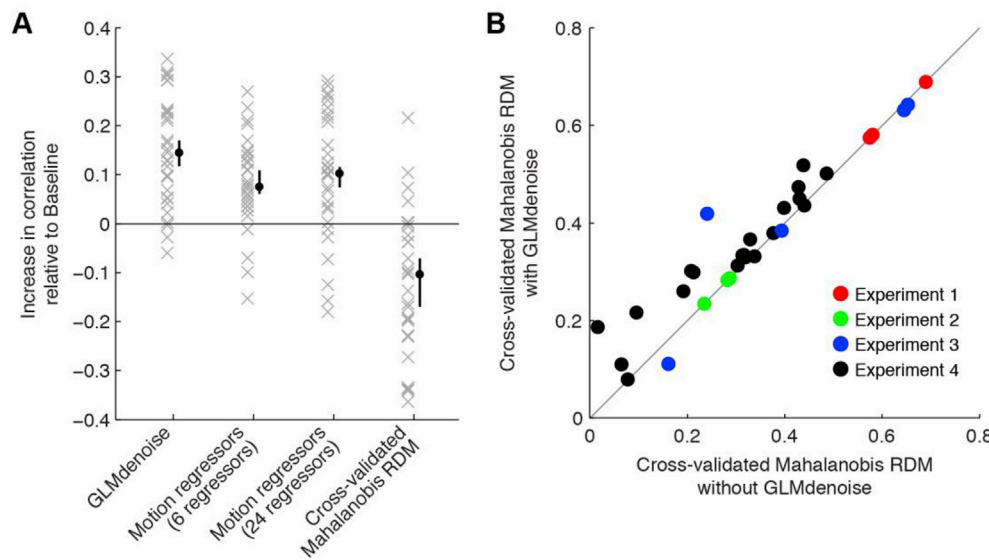 A
Increase in correlation
relative to Baseline
0.4
0.3
0.2
0.1
0
−0.1
−0.2
−0.3
−0.4
GLMdenoise
Motion regressors
(6 regressors)
Motion regressors
(24 regressors)
Cross-validated
Mahalanobis RDM
B
Cross-validated Mahalanobis RDM
with GLMdenoise
0.8
0.6
0.4
0.2
0
Experiment 1
Experiment 2
Experiment 3
Experiment 4
0
0.2
0.4
0.6
0.8
Cross-validated Mahalanobis RDM
without GLMdenoise